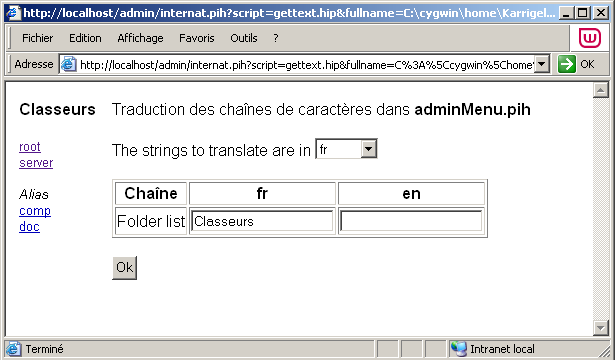 http://localhost/admin/internat.pih?script=gettext.hip&fullname=C:\cygwin\home\Karrigel...
Fichier Edition Affichage Favoris Outils ?
Adresse http://localhost/admin/internat.pih?script=gettext.hip&fullname=C%3A%5Ccygwin%5Chome OK
Classeurs Traduction des chaînes de caractères dans adminMenu.pih
root
server
The strings to translate are in fr
Alias
comp
doc
Chaîne fr en
Folder list Classeurs
Ok
Terminé Intranet local